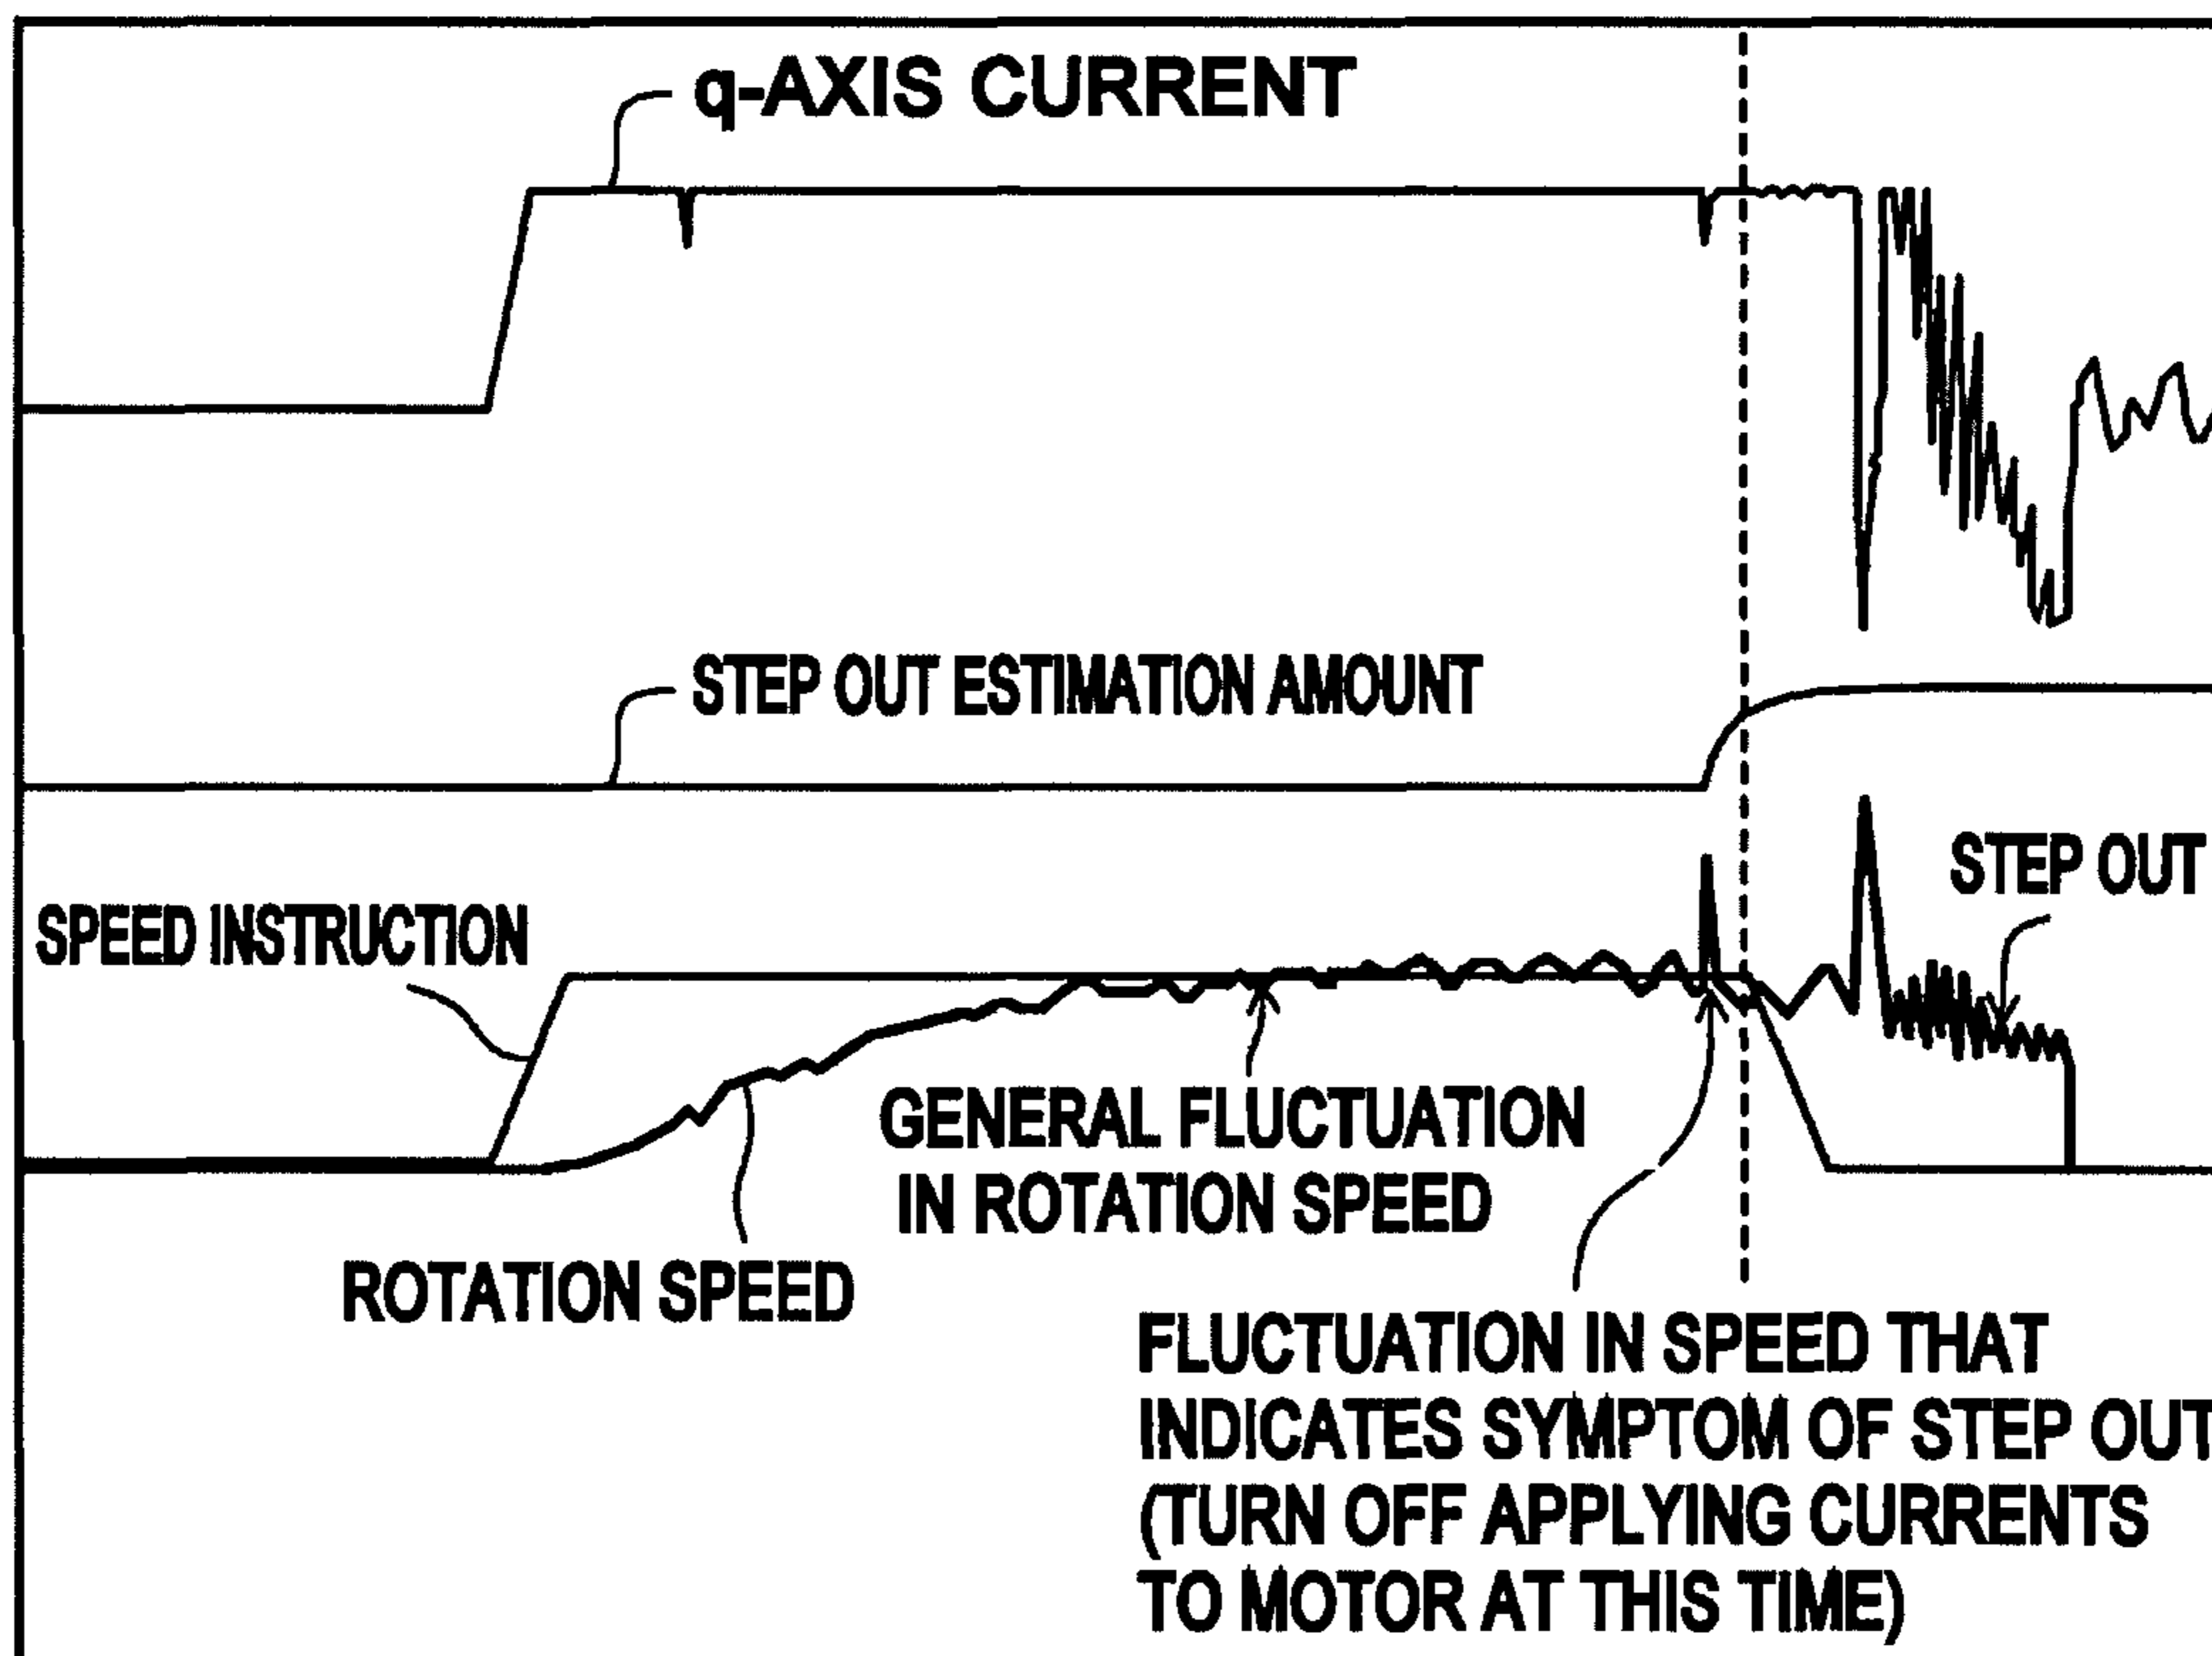 q-AXIS CURRENT
STEP OUT ESTIMATION AMOUNT
STEP OUT
SPEED INSTRUCTION
GENERAL FLUCTUATION
IN ROTATION SPEED
ROTATION SPEED
FLUCTUATION IN SPEED THAT
INDICATES SYMPTOM OF STEP OUT
(TURN OFF APPLYING CURRENTS
TO MOTOR AT THIS TIME)